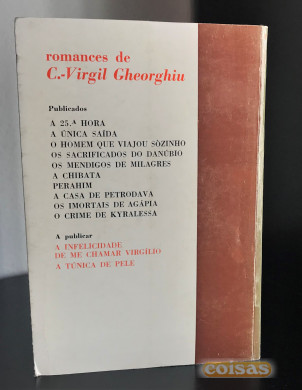 romances de
C.-Virgil Gheorghiu
Publicados
A 25.ª HORA
A ÚNICA SAÍDA
O HOMEM QUE VIAJOU SÒZINHO
OS SACRIFICADOS DO DANÚBIO
OS MENDIGOS DE MILAGRES
A CHIBATA
PERAHIM
A CASA DE PETRODAVA
OS IMORTAIS DE AGÁPIA
O CRIME DE KYRALESSA
A publicar
A INFELICIDADE
DE ME CHAMAR VIRGÍLIO
A TÚNICA DE PELE
coisas